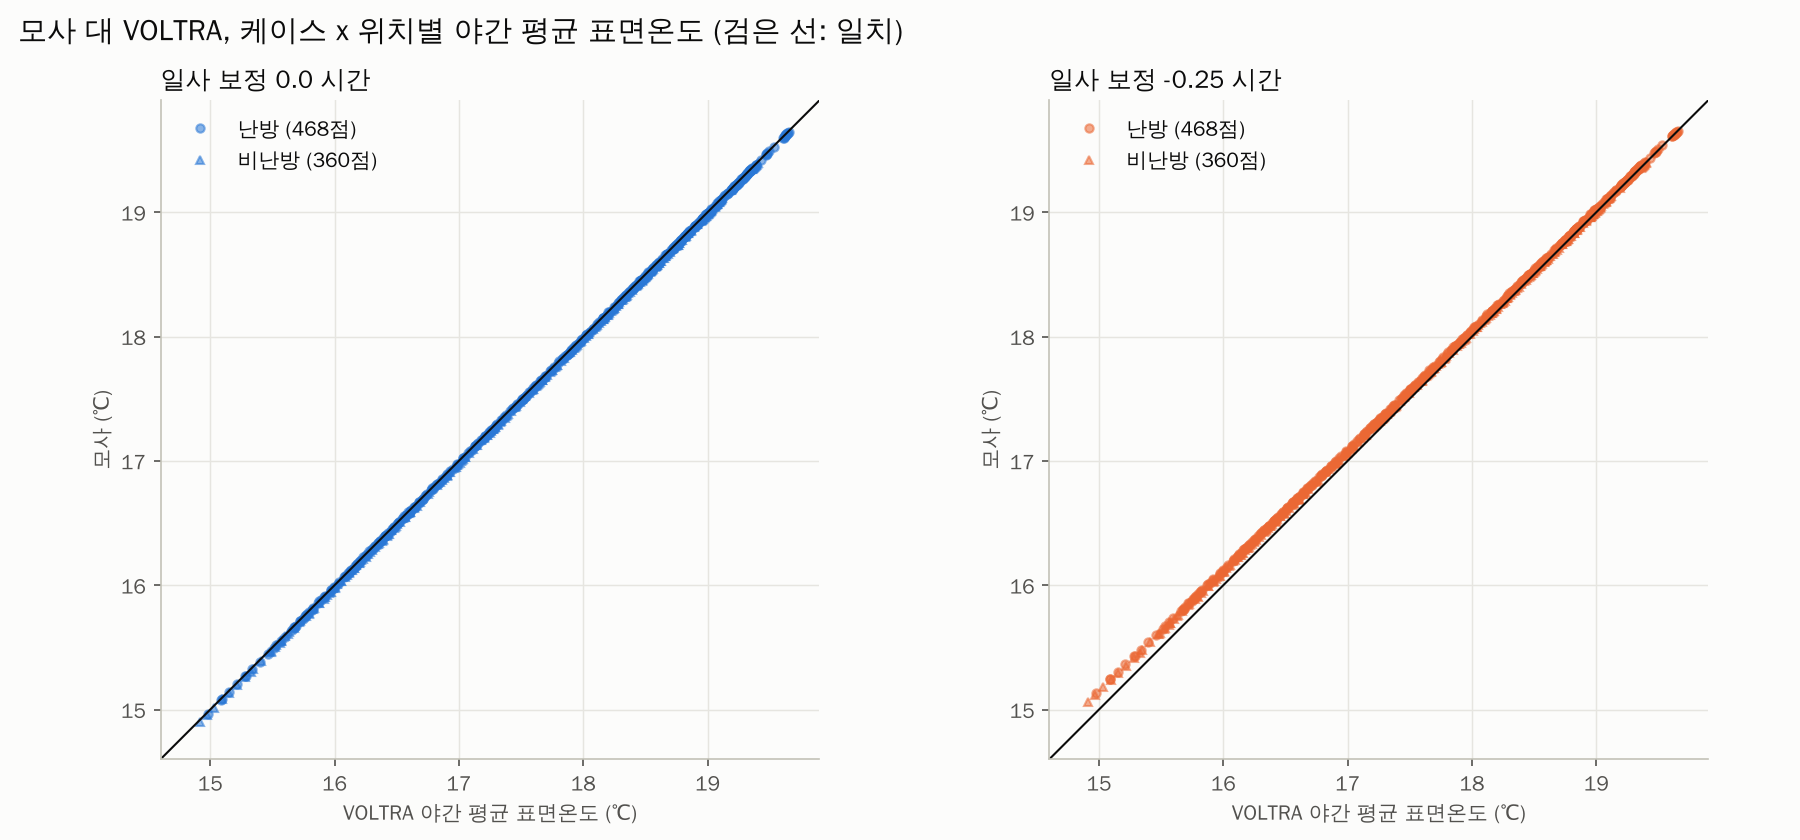 모사 대 VOLTRA, 케이스 x 위치별 야간 평균 표면온도 (검은 선: 일치)
일사 보정 0.0 시간
난방 (468점)
비난방 (360점)
19
18
17
16
15
모사 (℃)
15 16 17 18 19
VOLTRA 야간 평균 표면온도 (℃)
일사 보정 -0.25 시간
난방 (468점)
비난방 (360점)
19
18
17
16
15
모사 (℃)
15 16 17 18 19
VOLTRA 야간 평균 표면온도 (℃)